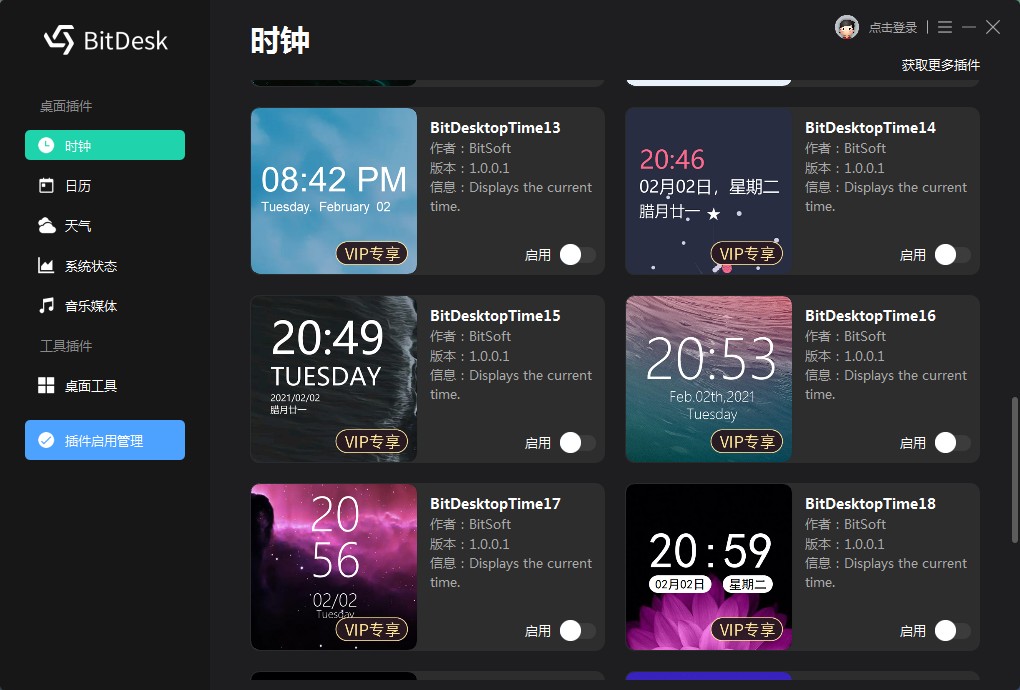 BitDesk
桌面插件
时钟
日历
天气
系统状态
音乐媒体
工具插件
桌面工具
插件启用管理
时钟
点击登录
获取更多插件
08:42 PM
Tuesday. February 02
VIP专享
BitDesktopTime13
作者：BitSoft
版本：1.0.0.1
信息：Displays the current
time.
启用
20:46
02月02日，星期二
腊月廿一
VIP专享
BitDesktopTime14
作者：BitSoft
版本：1.0.0.1
信息：Displays the current
time.
启用
20:49
TUESDAY
2021/02/02
腊月廿一
VIP专享
BitDesktopTime15
作者：BitSoft
版本：1.0.0.1
信息：Displays the current
time.
启用
20:53
Feb.02th,2021
Tuesday
VIP专享
BitDesktopTime16
作者：BitSoft
版本：1.0.0.1
信息：Displays the current
time.
启用
20
56
02/02
Tuesday
VIP专享
BitDesktopTime17
作者：BitSoft
版本：1.0.0.1
信息：Displays the current
time.
启用
20:59
02月02日
星期二
VIP专享
BitDesktopTime18
作者：BitSoft
版本：1.0.0.1
信息：Displays the current
time.
启用